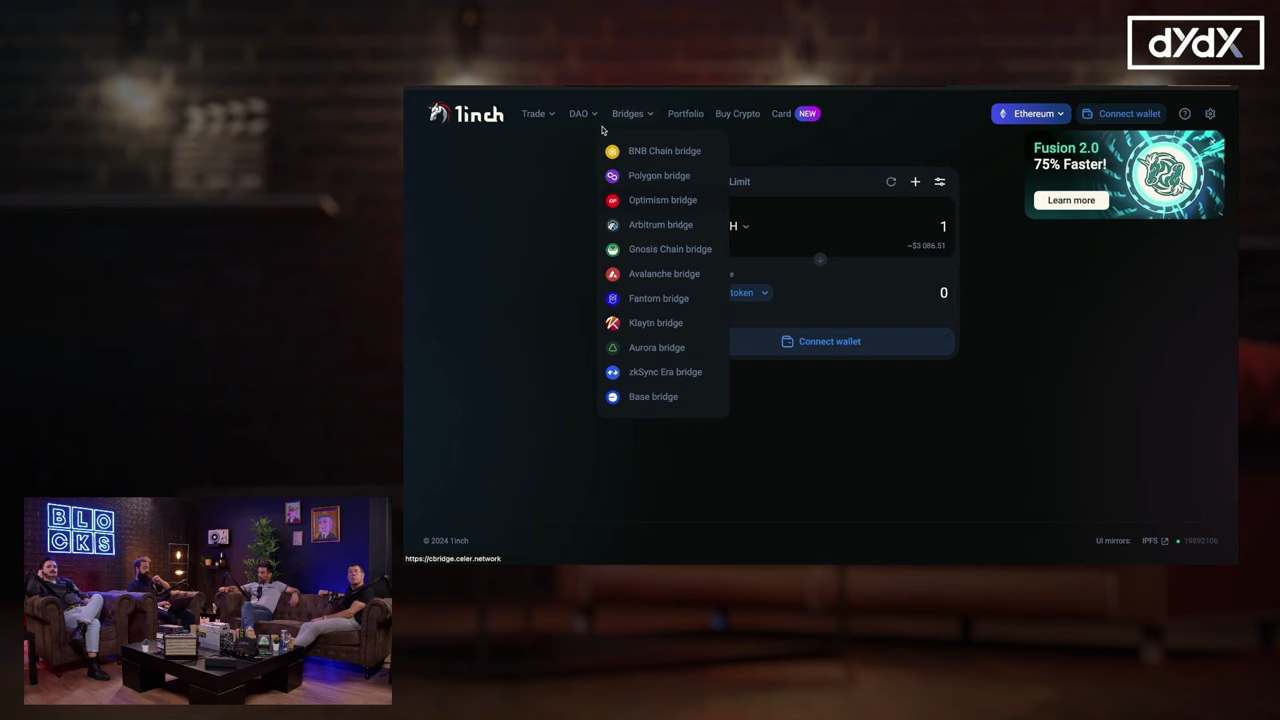 dYdX
1inch
Trade
DAO
Bridges
Portfolio
Buy Crypto
Card
NEW
Ethereum
Connect wallet
BNB Chain bridge
Polygon bridge
Optimism bridge
Arbitrum bridge
Gnosis Chain bridge
Avalanche bridge
Fantom bridge
Klaytn bridge
Aurora bridge
zkSync Era bridge
Base bridge
Limit
H
1
~$3 086.51
token
0
Connect wallet
Fusion 2.0
75% Faster!
Learn more
© 2024 1inch
UI mirrors:
IPFS
19892106
https://cbridge.celer.network
BLO
CKS